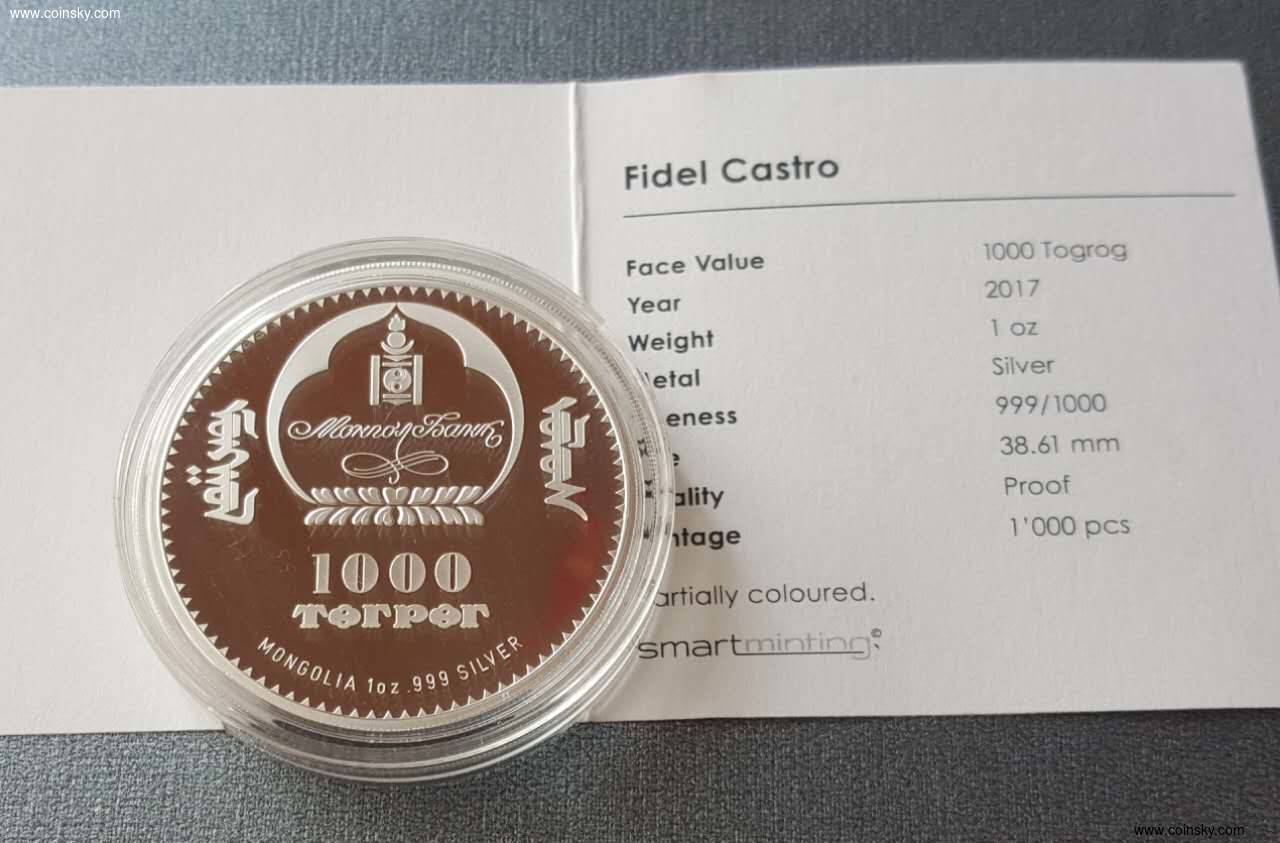 www.coinsky.com
Fidel Castro
Face Value 1000 Togrog
Year 2017
Weight 1 oz
etal Silver
eness 999/1000
e 38.61 mm
ality Proof
ntage 1'000 pcs
artially coloured.
smartminting©
Монгол Банк
1000
төгрөг
MONGOLIA 1oz .999 SILVER
www.coinsky.com